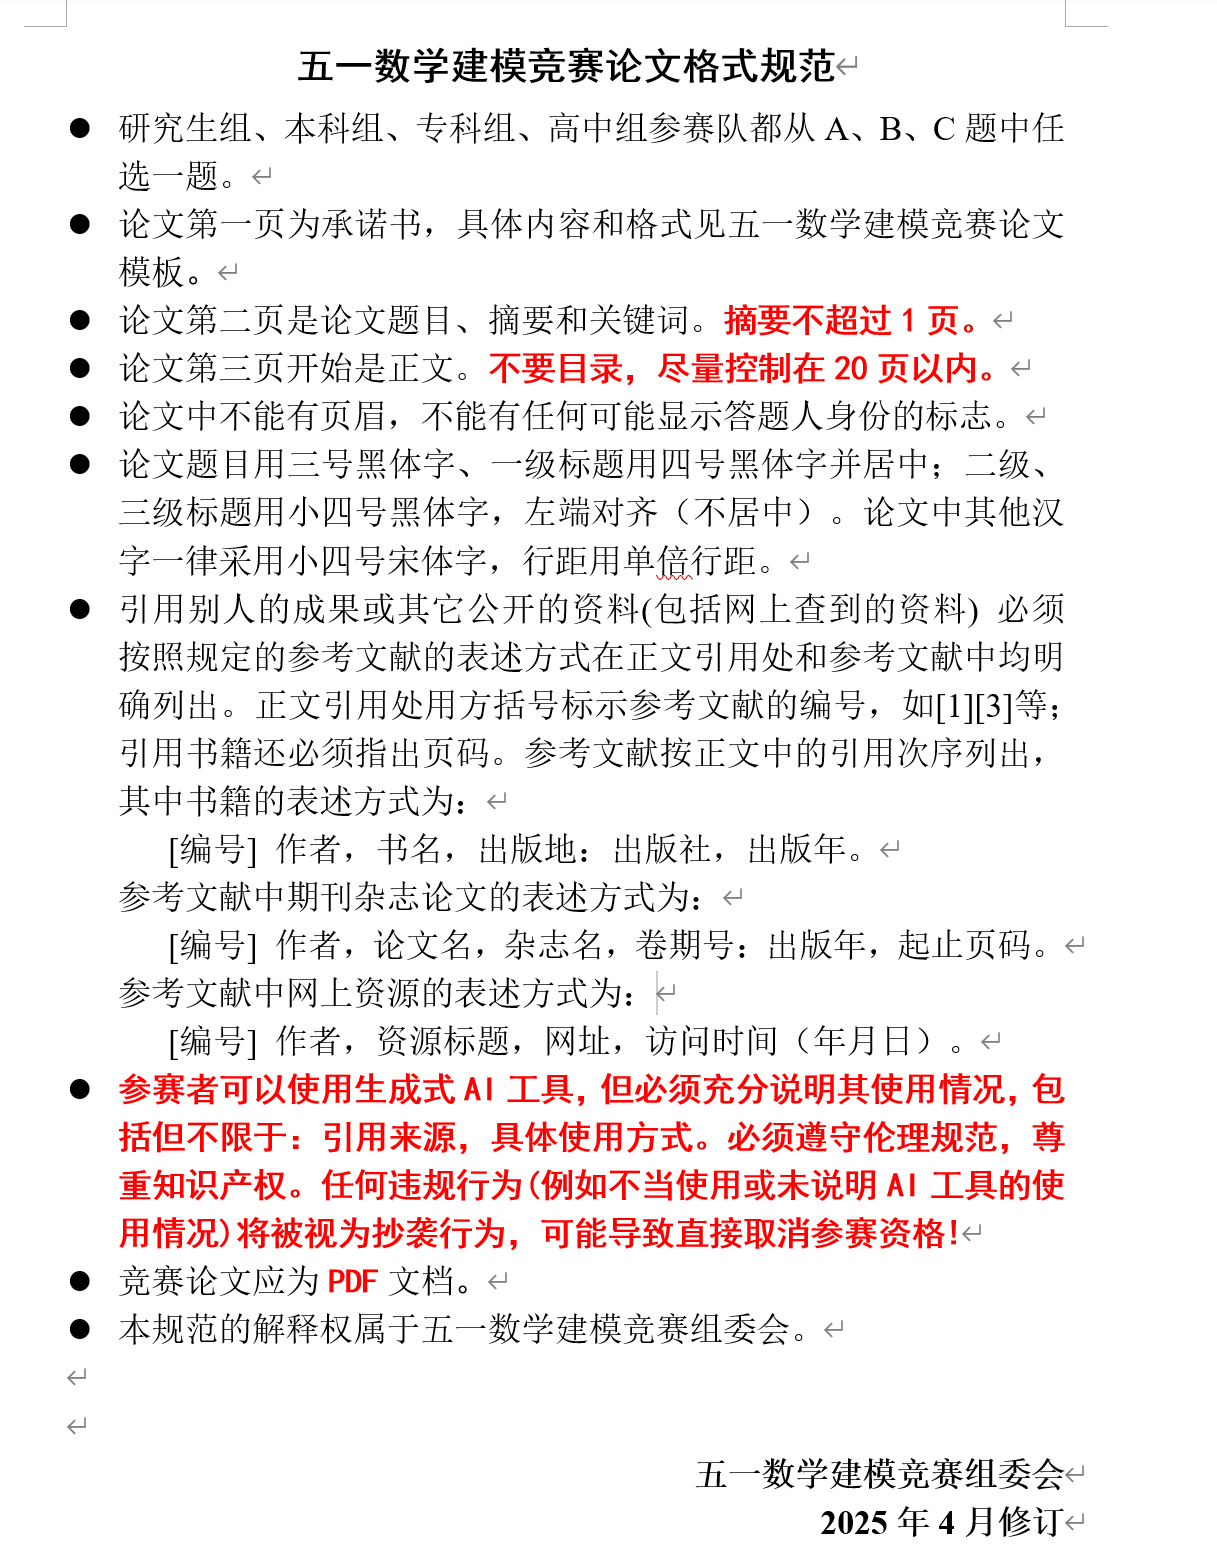 五一数学建模竞赛论文格式规范
● 研究生组、本科组、专科组、高中组参赛队都从 A、B、C 题中任
选一题。
● 论文第一页为承诺书，具体内容和格式见五一数学建模竞赛论文
模板。
● 论文第二页是论文题目、摘要和关键词。摘要不超过 1 页。
● 论文第三页开始是正文。不要目录，尽量控制在 20 页以内。
● 论文中不能有页眉，不能有任何可能显示答题人身份的标志。
● 论文题目用三号黑体字、一级标题用四号黑体字并居中；二级、
三级标题用小四号黑体字，左端对齐（不居中）。论文中其他汉
字一律采用小四号宋体字，行距用单倍行距。
● 引用别人的成果或其它公开的资料(包括网上查到的资料) 必须
按照规定的参考文献的表述方式在正文引用处和参考文献中均明
确列出。正文引用处用方括号标示参考文献的编号，如[1][3]等；
引用书籍还必须指出页码。参考文献按正文中的引用次序列出，
其中书籍的表述方式为：
[编号] 作者，书名，出版地：出版社，出版年。
参考文献中期刊杂志论文的表述方式为：
[编号] 作者，论文名，杂志名，卷期号：出版年，起止页码。
参考文献中网上资源的表述方式为：
[编号] 作者，资源标题，网址，访问时间（年月日）。
● 参赛者可以使用生成式 AI 工具，但必须充分说明其使用情况，包
括但不限于：引用来源，具体使用方式。必须遵守伦理规范，尊
重知识产权。任何违规行为(例如不当使用或未说明 AI 工具的使
用情况)将被视为抄袭行为，可能导致直接取消参赛资格!
● 竞赛论文应为 PDF 文档。
● 本规范的解释权属于五一数学建模竞赛组委会。
五一数学建模竞赛组委会
2025 年 4 月修订